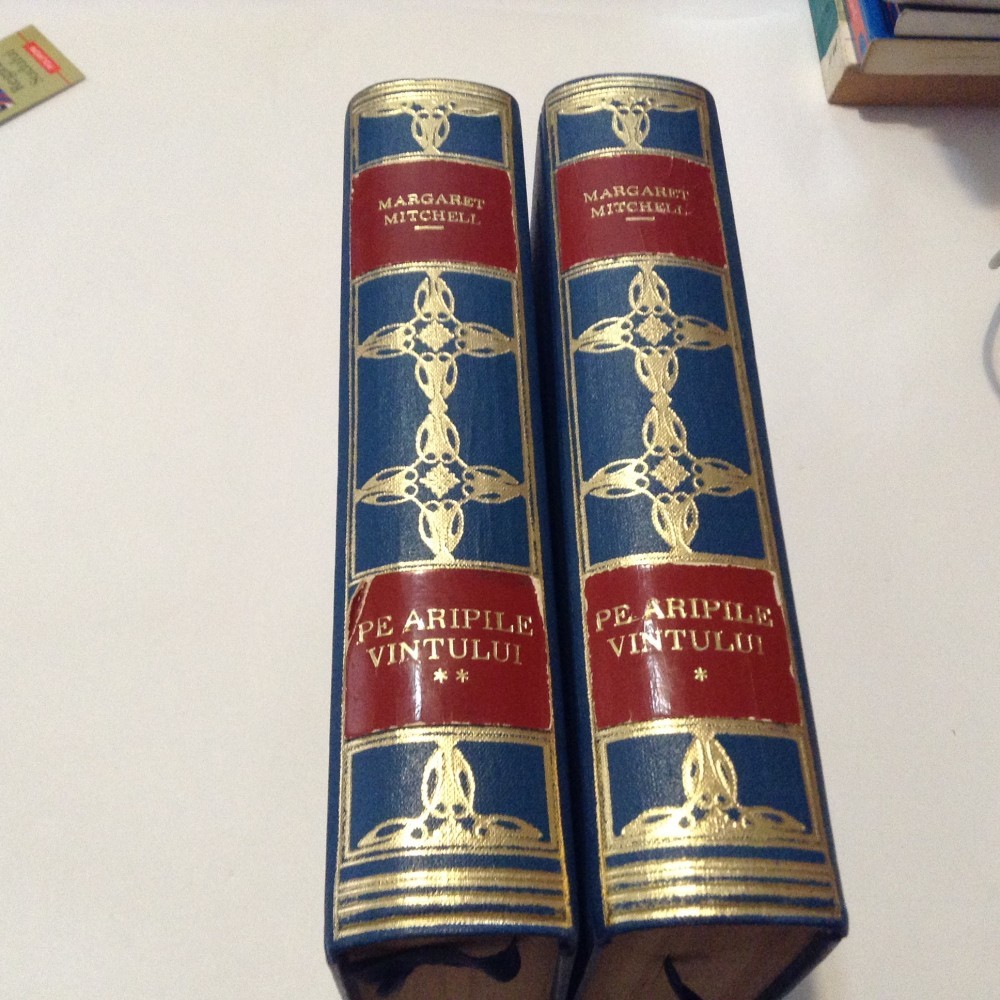 MARGARET
MITCHELL
PE ARIPILE
VINTULUI
**
MARGARET
MITCHELL
PE ARIPILE
VINTULUI
*